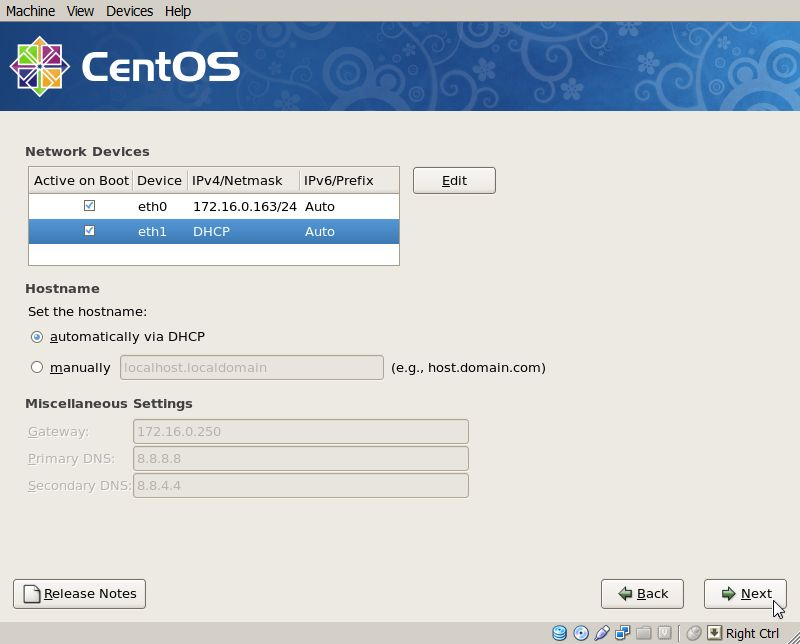 Machine View Devices Help
CentOS
Network Devices
Active on Boot Device IPv4/Netmask IPv6/Prefix
eth0 172.16.0.163/24 Auto
eth1 DHCP Auto
Edit
Hostname
Set the hostname:
automatically via DHCP
manually localhost.localdomain (e.g., host.domain.com)
Miscellaneous Settings
Gateway: 172.16.0.250
Primary DNS: 8.8.8.8
Secondary DNS: 8.8.4.4
Release Notes Back Next
Right Ctrl